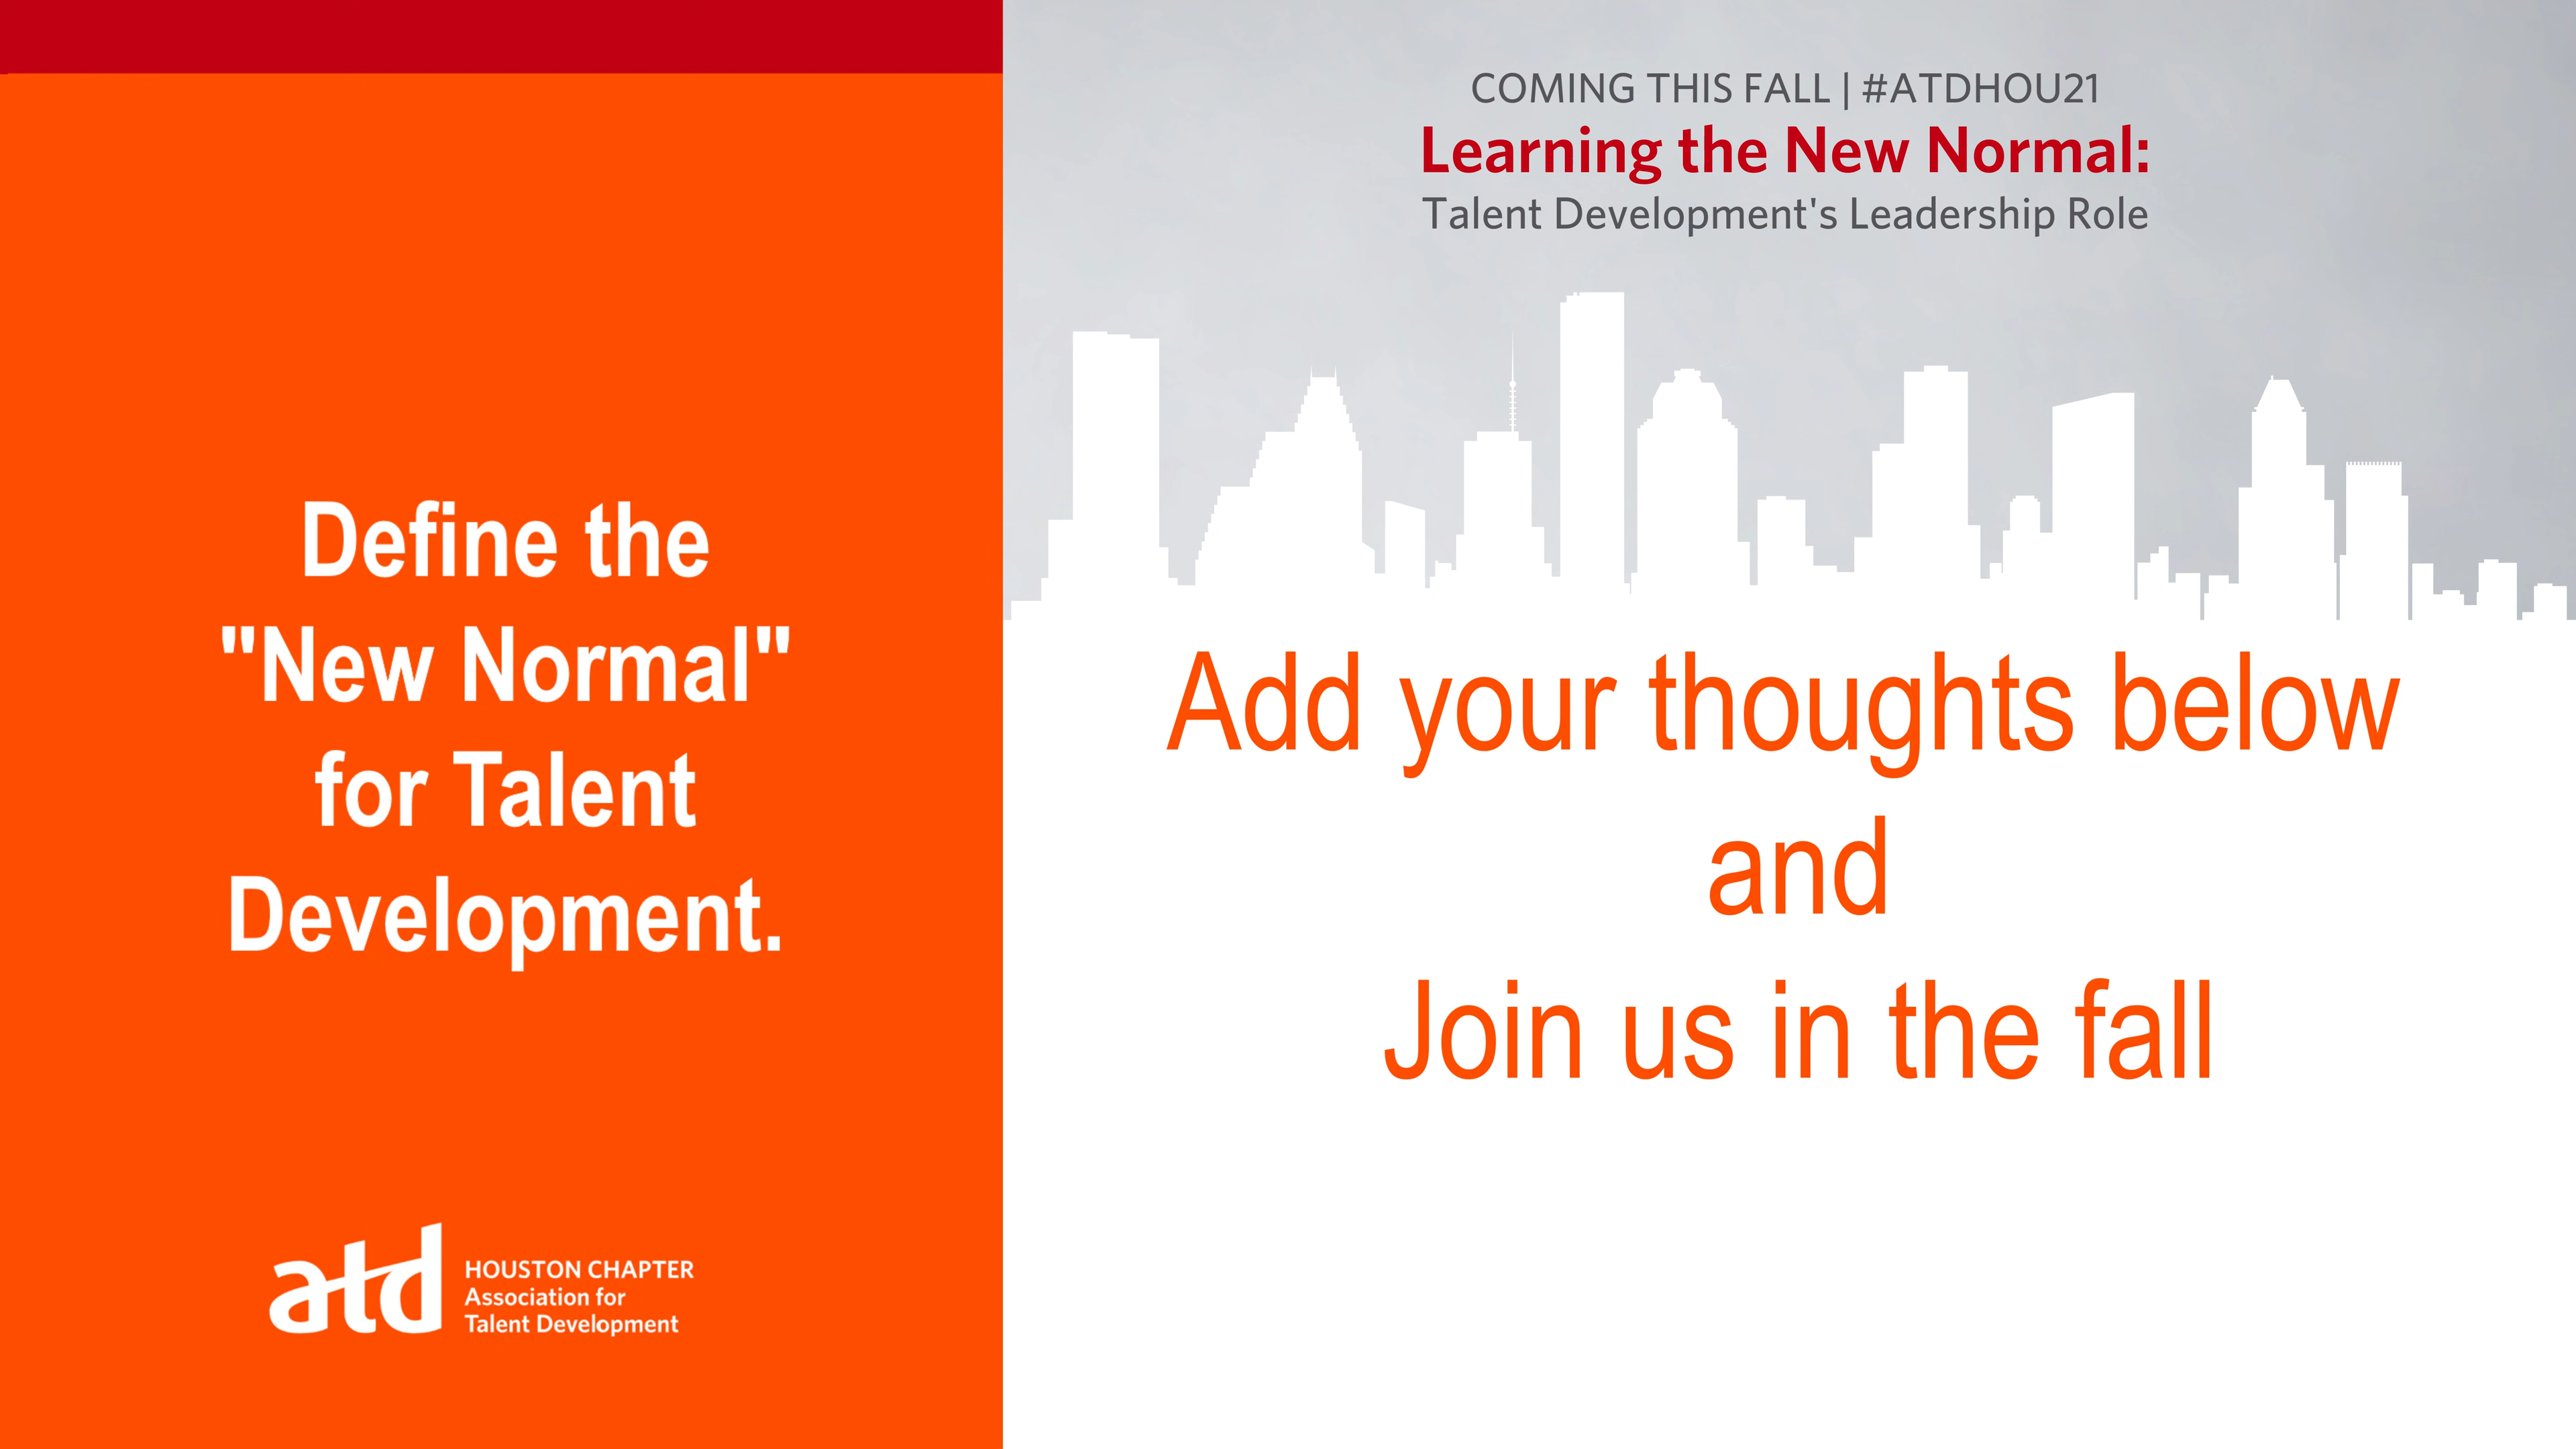 Define the
"New Normal"
for Talent
Development.
atd
HOUSTON CHAPTER
Association for
Talent Development
COMING THIS FALL | #ATDHOU21
Learning the New Normal:
Talent Development's Leadership Role
Add your thoughts below
and
Join us in the fall